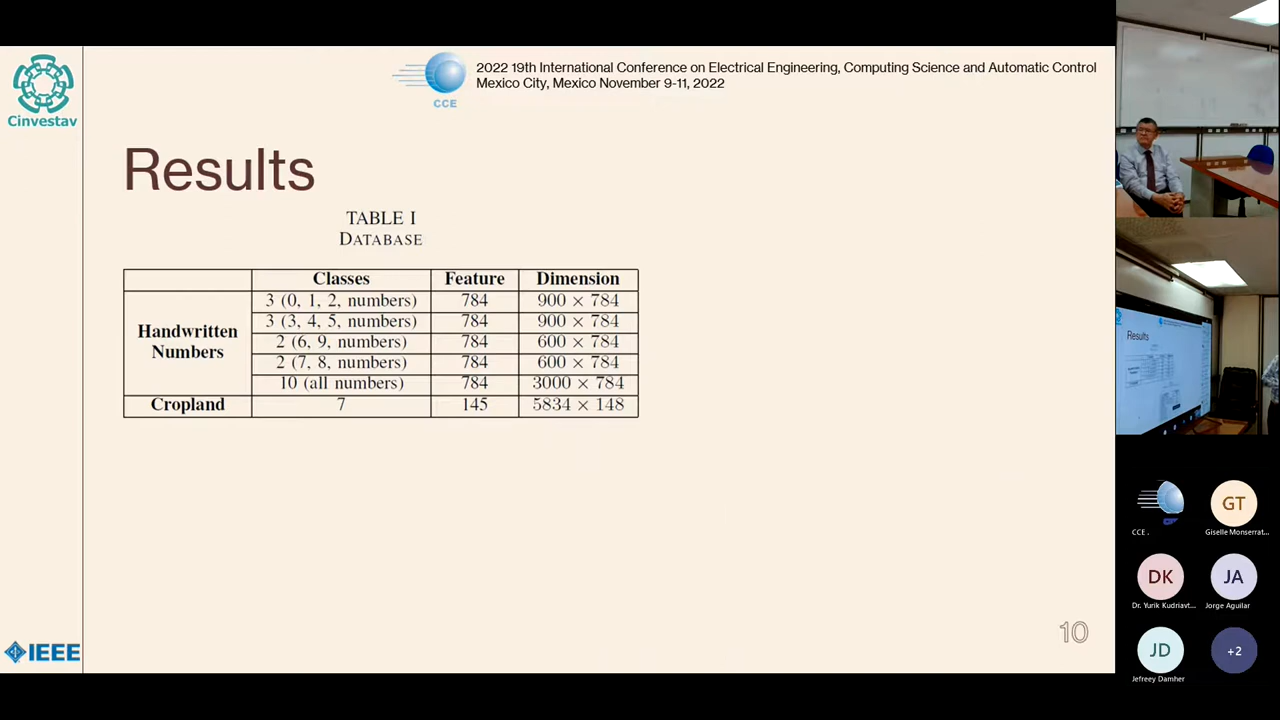 Cinvestav
CCE
2022 19th International Conference on Electrical Engineering, Computing Science and Automatic Control
Mexico City, Mexico November 9-11, 2022
Results
TABLE I
DATABASE
Classes Feature Dimension
Handwritten Numbers
3 (0, 1, 2, numbers) 784 900 × 784
3 (3, 4, 5, numbers) 784 900 × 784
2 (6, 9, numbers) 784 600 × 784
2 (7, 8, numbers) 784 600 × 784
10 (all numbers) 784 3000 × 784
Cropland 7 145 5834 × 148
10
IEEE
Results
CCE .
GT
Giselle Monserrat...
DK
Dr. Yurik Kudriavt...
JA
Jorge Aguilar
JD
Jefreey Damher
+2